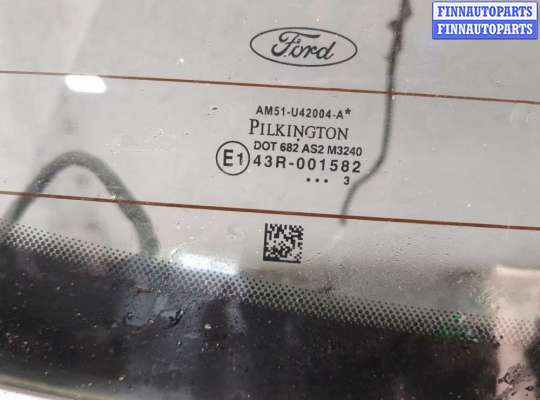 FINNAUTOPARTS
FINNAUTOPARTS
Ford
AM51-U42004-A*
PILKINGTON
DOT 682 AS2 M3240
E1 43R-001582
... 3